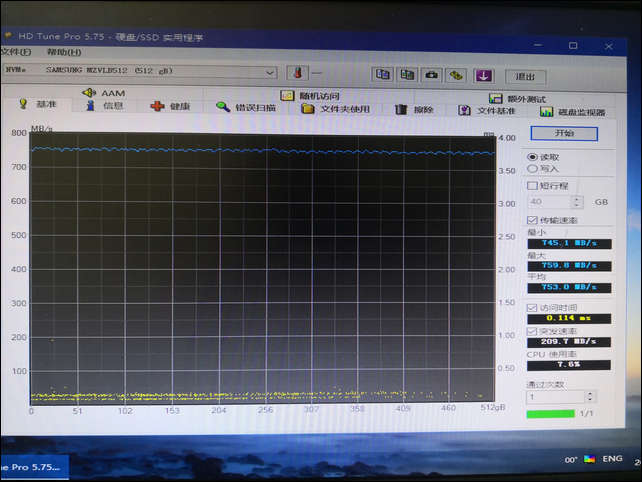 HD Tune Pro 5.75 - 硬盘/SSD 实用程序
文件(F) 帮助(H)
NVMe SAMSUNG MZVLB512 (512 gB)
退出
AAM 随机访问 额外测试
基准 信息 健康 错误扫描 文件夹使用 擦除 文件基准 磁盘监视器
MB/s
800
700
600
500
400
300
200
100
4.00
3.50
3.00
2.50
2.00
1.50
1.00
0.50
0 51 102 153 204 256 307 358 409 460 512gB
开始
读取
写入
短行程
40 GB
传输速率
最小
745.1 MB/s
最大
759.8 MB/s
平均
753.0 MB/s
访问时间
0.114 ms
突发速率
209.7 MB/s
CPU 使用率
7.6%
通过次数
1
1/1
ne Pro 5.75...
00° ENG